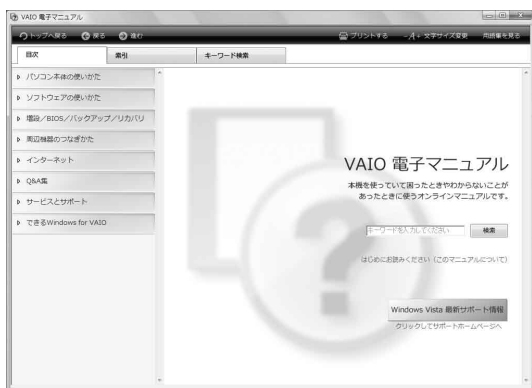 VAIO 電子マニュアル
トップへ戻る 戻る 進む プリントする -A+ 文字サイズ変更 用語集を見る
目次 索引 キーワード検索
パソコン本体の使いかた
ソフトウェアの使いかた
増設／BIOS／バックアップ／リカバリ
周辺機器のつなぎかた
インターネット
Q&A集
サービスとサポート
できるWindows for VAIO
VAIO 電子マニュアル
本機を使っていて困ったときやわからないことが
あったときに使うオンラインマニュアルです。
キーワードを入力してください 検索
はじめにお読みください（このマニュアルについて）
Windows Vista 最新サポート情報
クリックしてサポートホームページへ